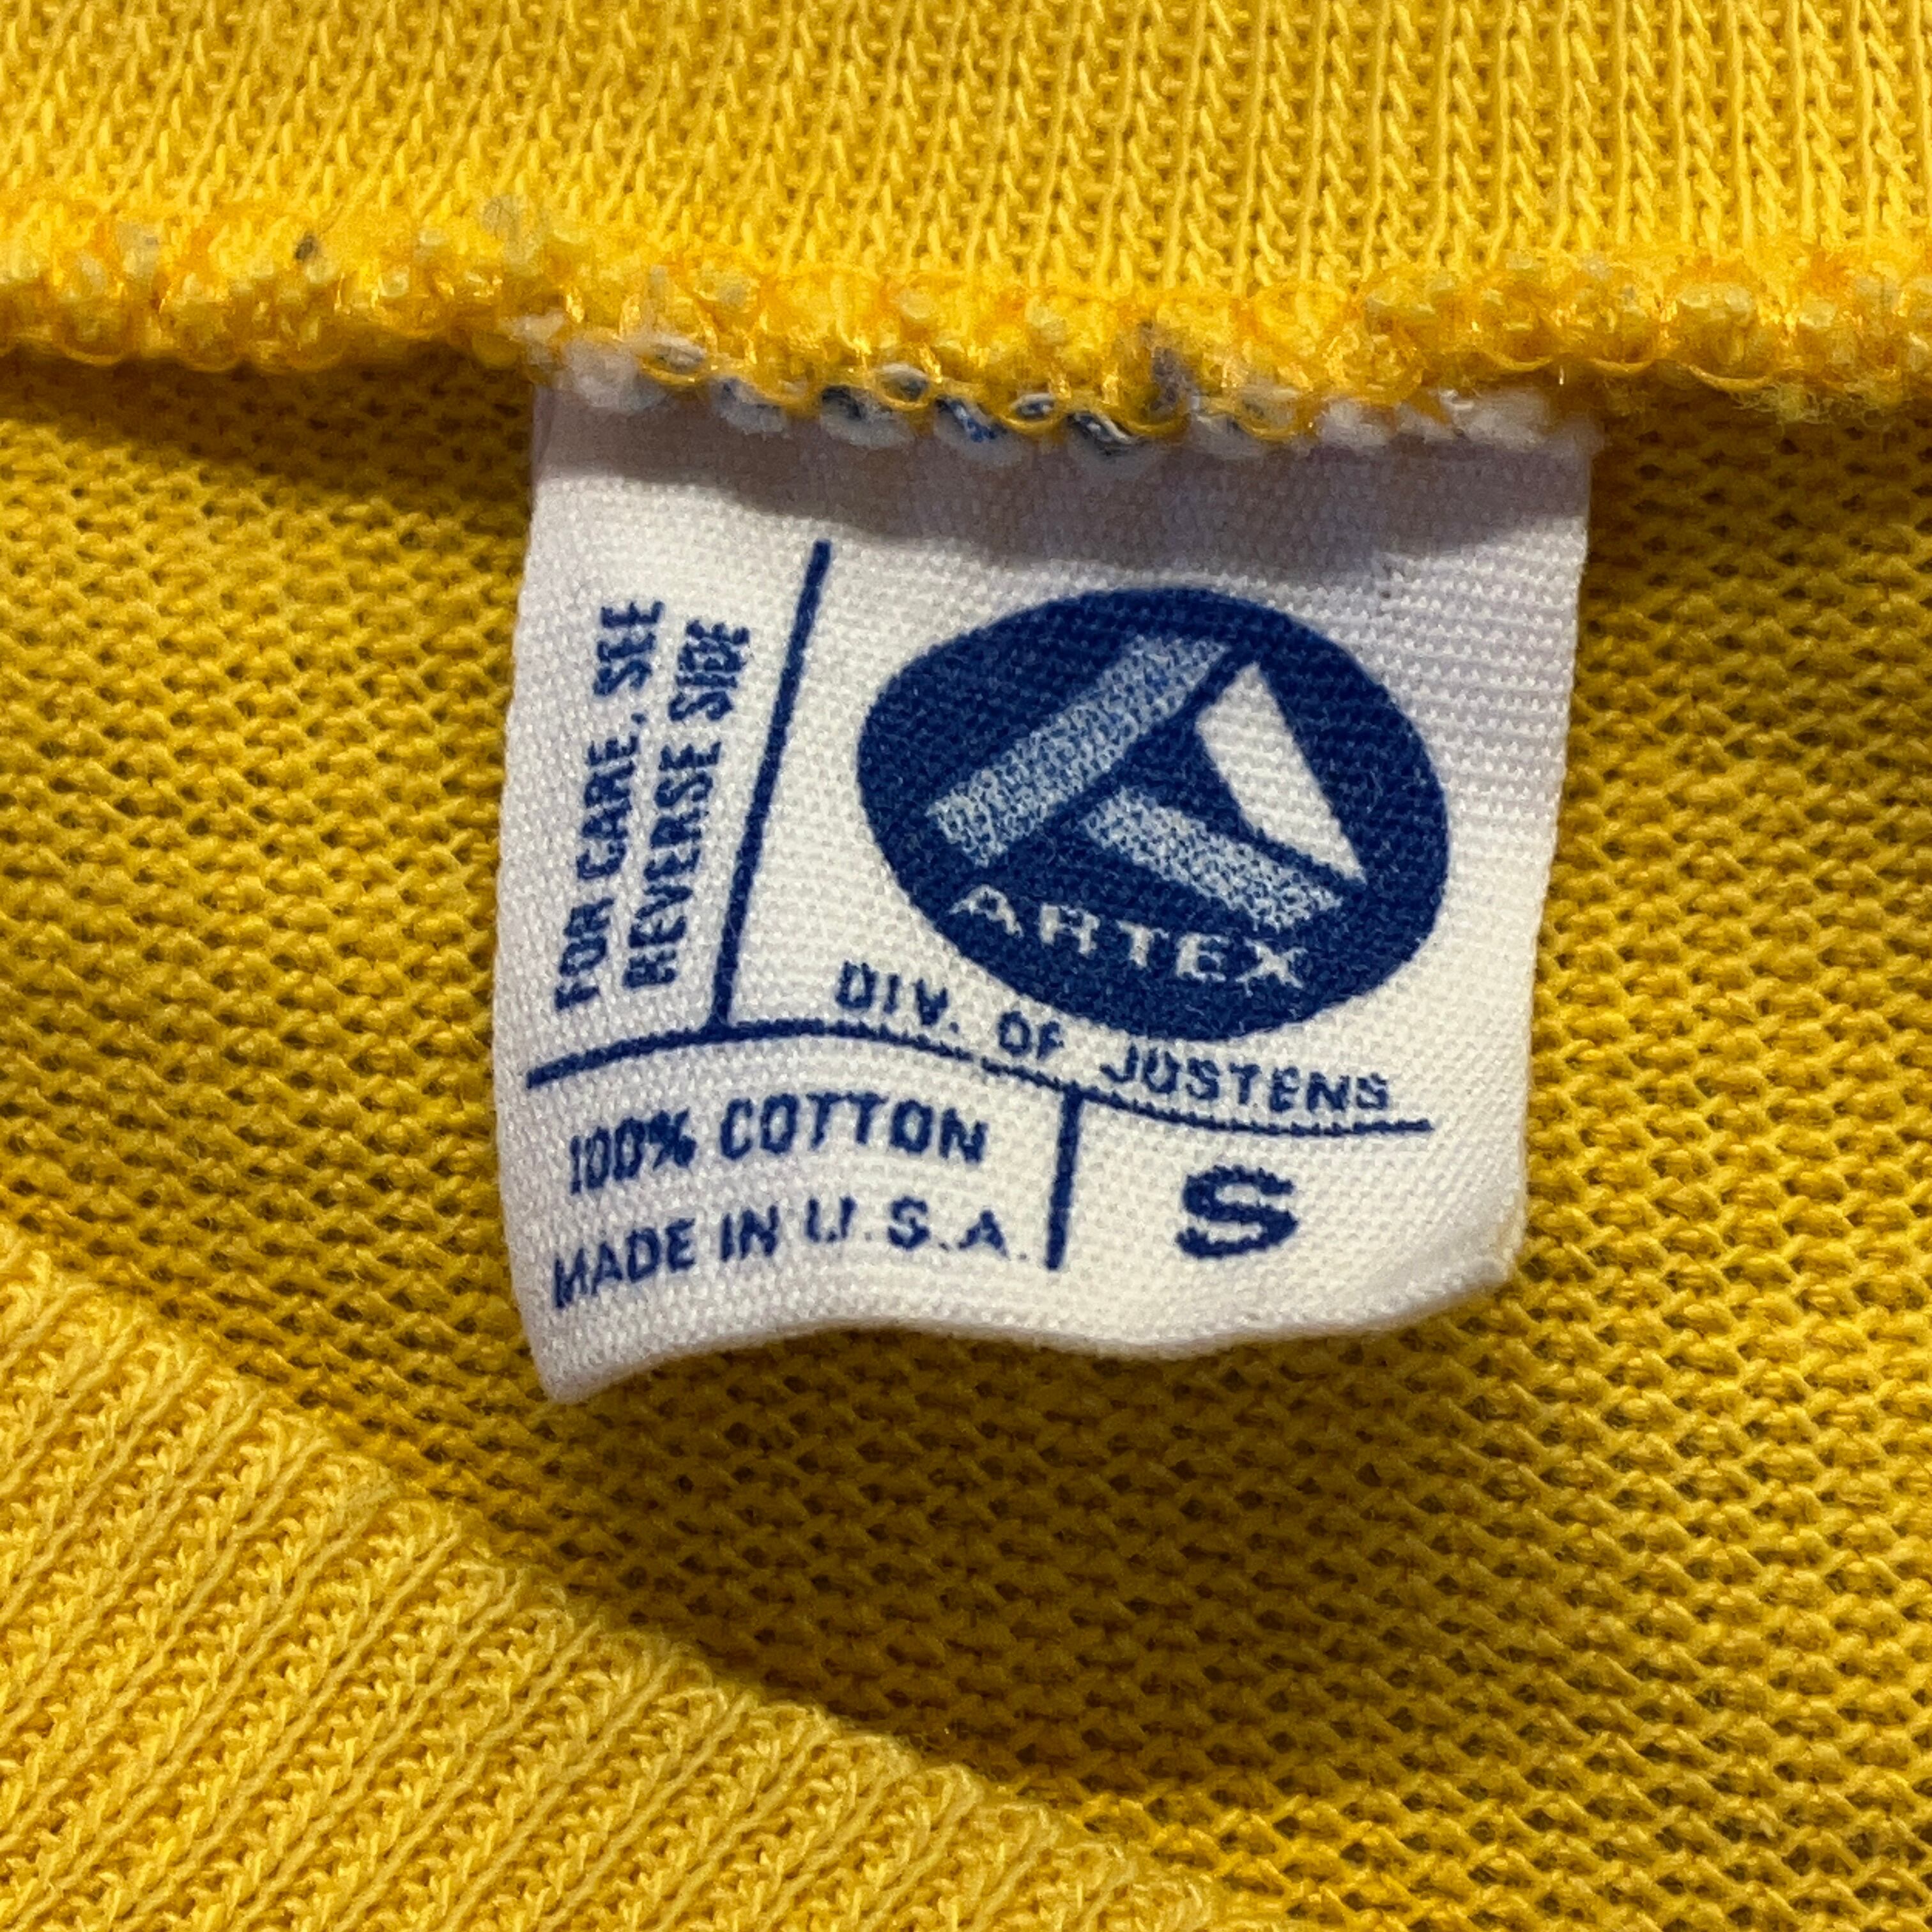 FOR CARE, SEE
REVERSE SIDE
ARTEX
DIV. OF JOSTENS
100% COTTON
MADE IN U.S.A.
S